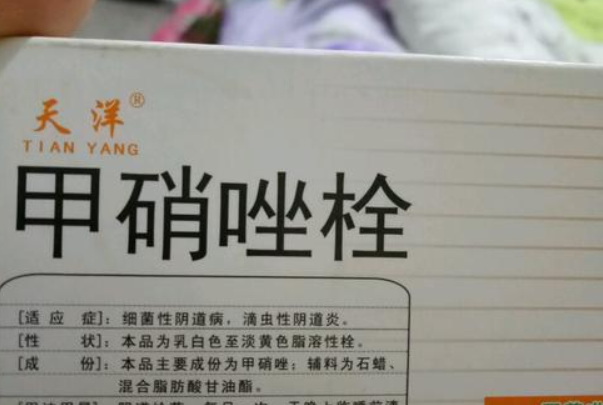 天洋®
TIAN YANG
甲硝唑栓
[适 应 症]：细菌性阴道病，滴虫性阴道炎。
[性 状]：本品为乳白色至淡黄色脂溶性栓。
[成 份]：本品主要成份为甲硝唑；辅料为石蜡、
混合脂肪酸甘油酯。